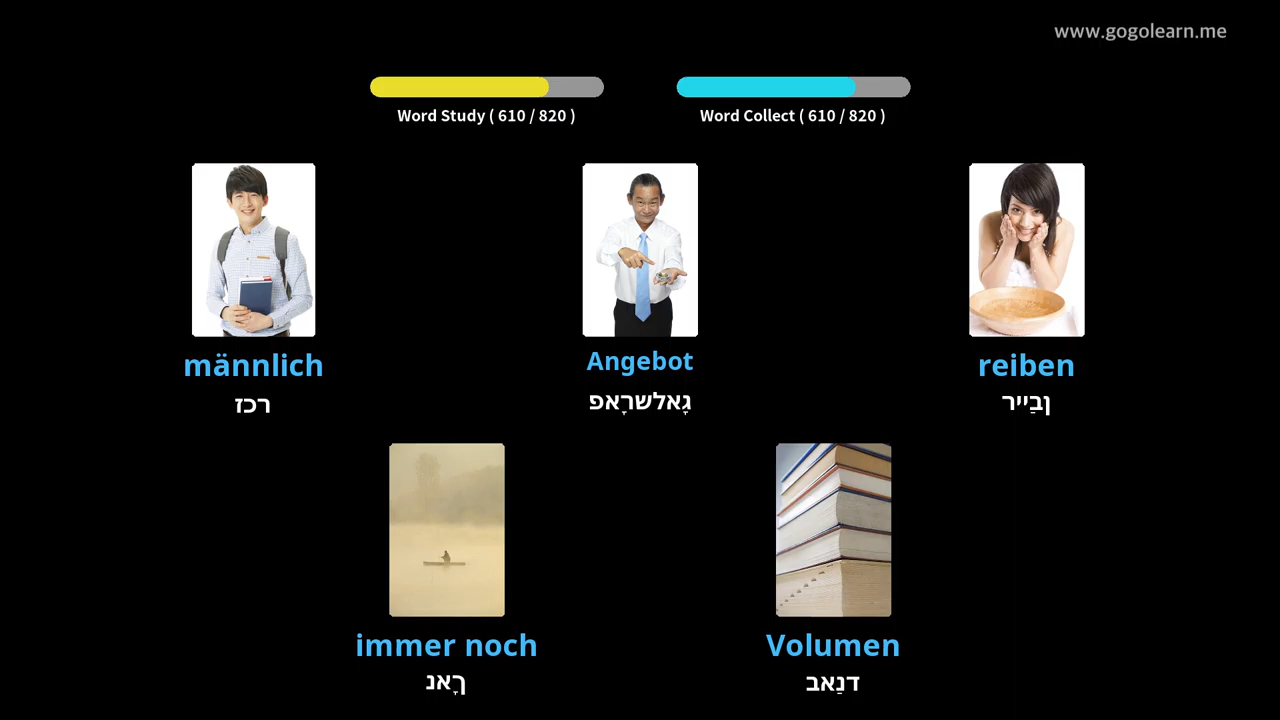 www.gogolearn.me
Word Study ( 610 / 820 )
Word Collect ( 610 / 820 )
männlich
רכז
Angebot
גָאלשרָאפ
reiben
ןבַייר
immer noch
ךָאנ
Volumen
דנַאב